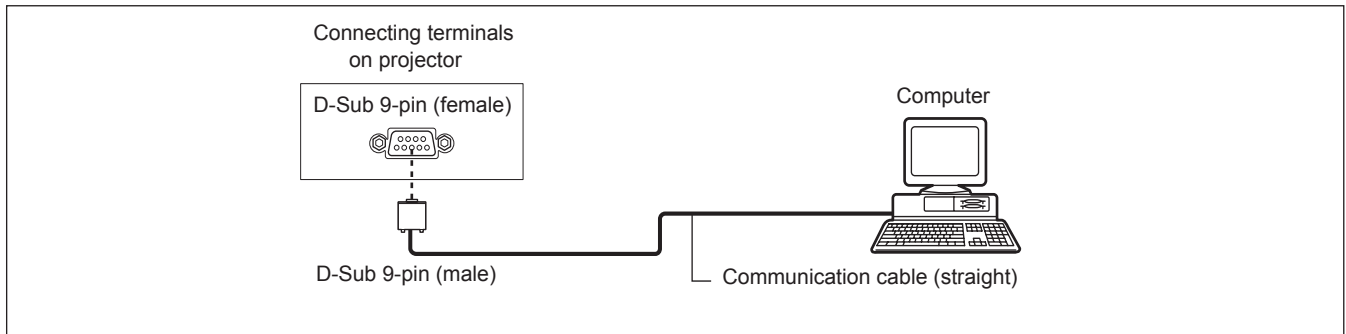 Connecting terminals
on projector
D-Sub 9-pin (female)
Computer
D-Sub 9-pin (male)
Communication cable (straight)